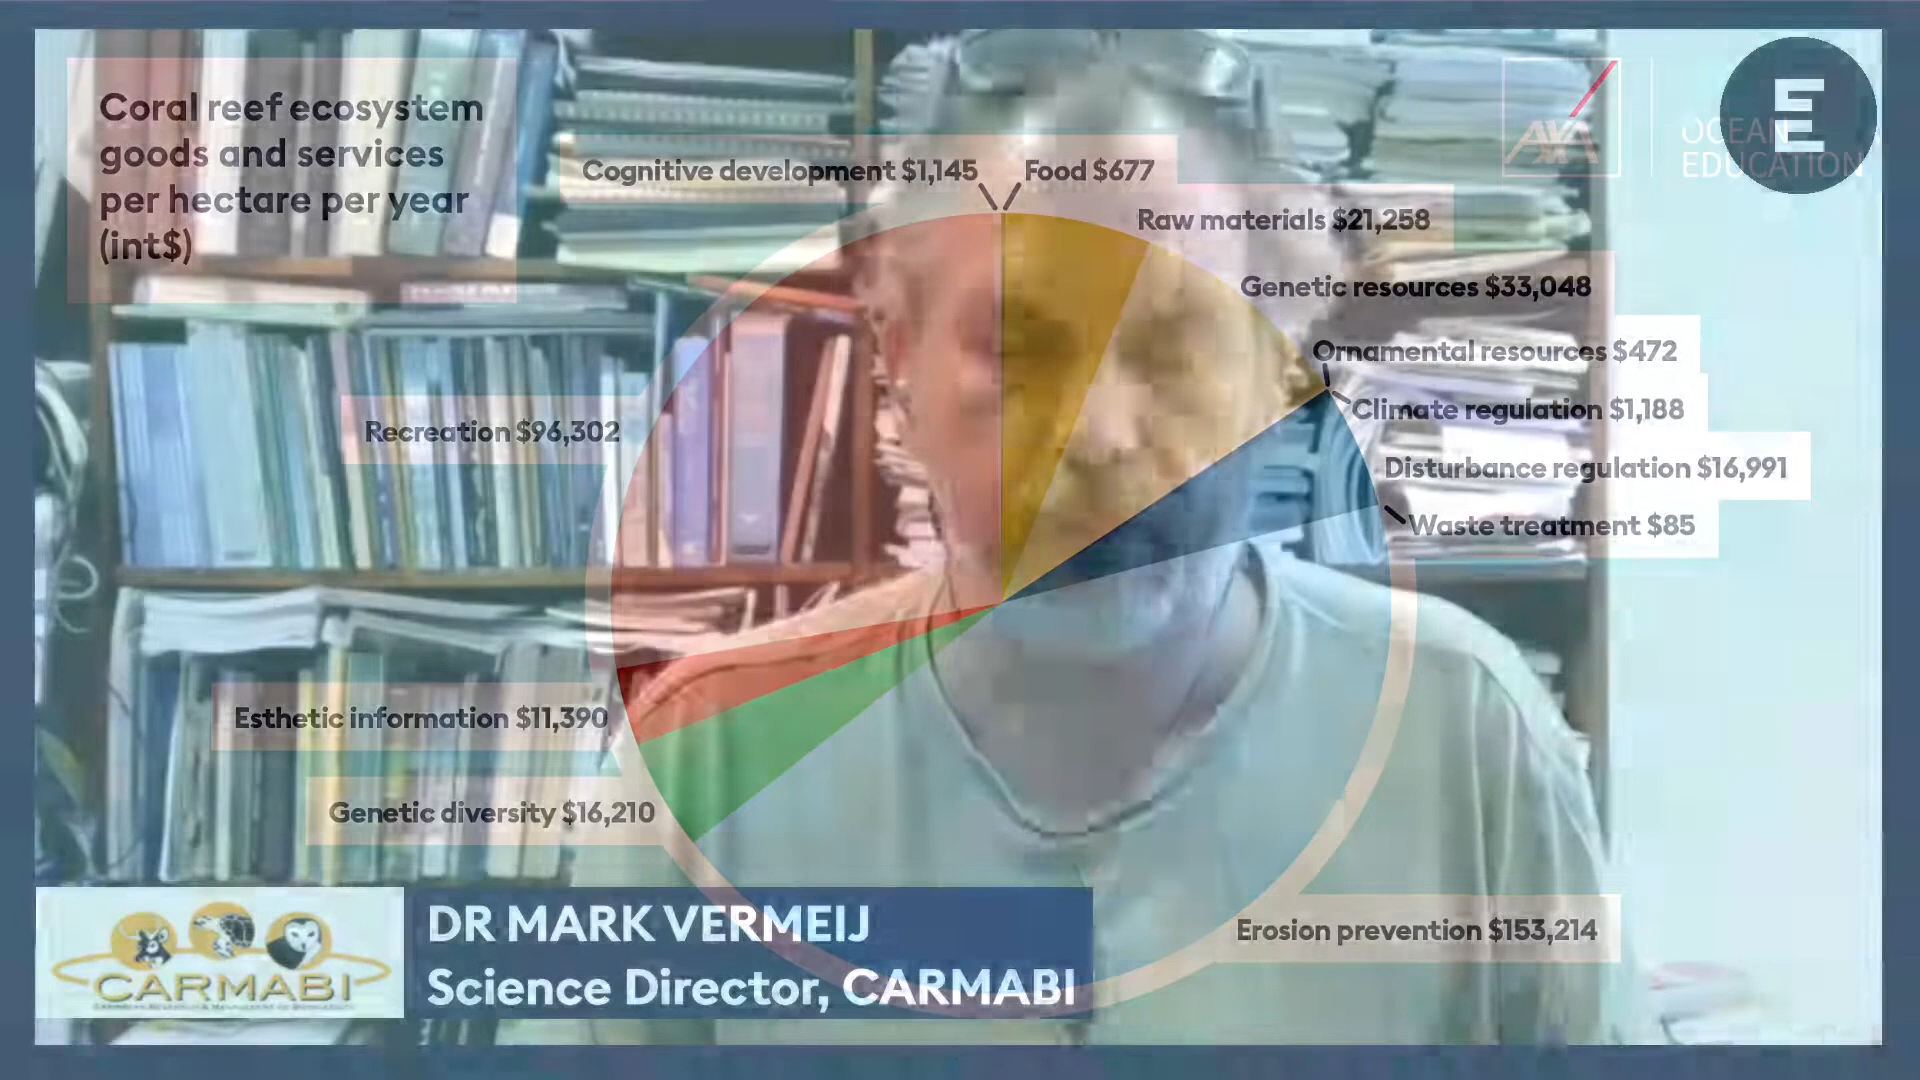 Coral reef ecosystem
goods and services
per hectare per year
(int$)
Cognitive development $1,145
Food $677
Raw materials $21,258
Genetic resources $33,048
Ornamental resources $472
Climate regulation $1,188
Disturbance regulation $16,991
Waste treatment $85
Recreation $96,302
Esthetic information $11,390
Genetic diversity $16,210
Erosion prevention $153,214
AXA
OCEAN
EDUCATION
E
CARMABI
DR MARK VERMEIJ
Science Director, CARMABI